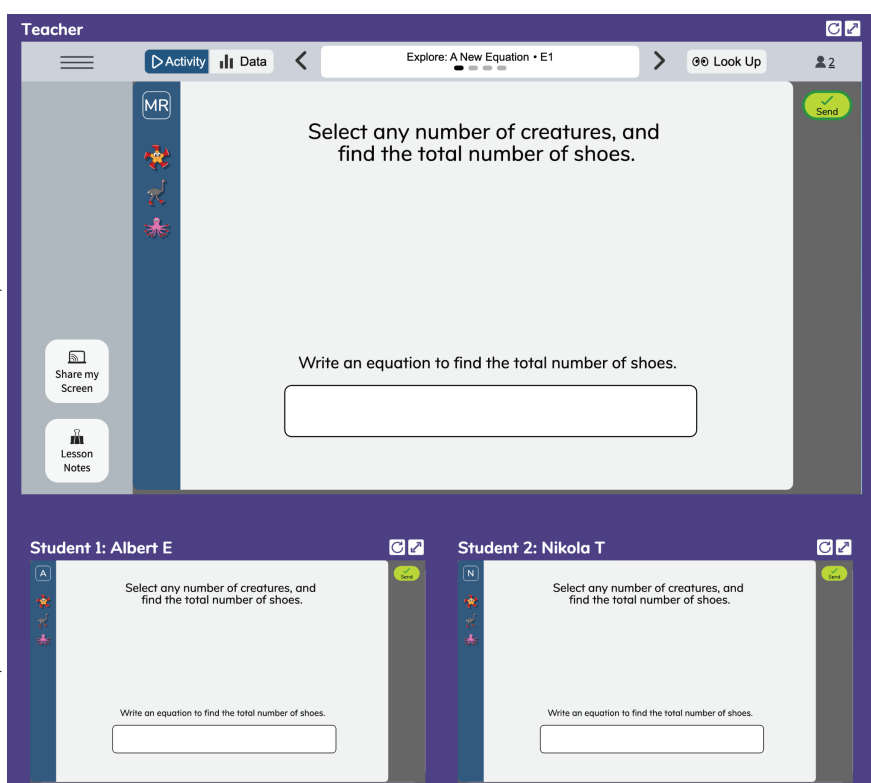 Teacher
Activity
Data
Explore: A New Equation • E1
Look Up
2
MR
Send
Select any number of creatures, and
find the total number of shoes.
Share my
Screen
Write an equation to find the total number of shoes.
Lesson
Notes
Student 1: Albert E
A
Send
Select any number of creatures, and
find the total number of shoes.
Write an equation to find the total number of shoes.
Student 2: Nikola T
N
Send
Select any number of creatures, and
find the total number of shoes.
Write an equation to find the total number of shoes.